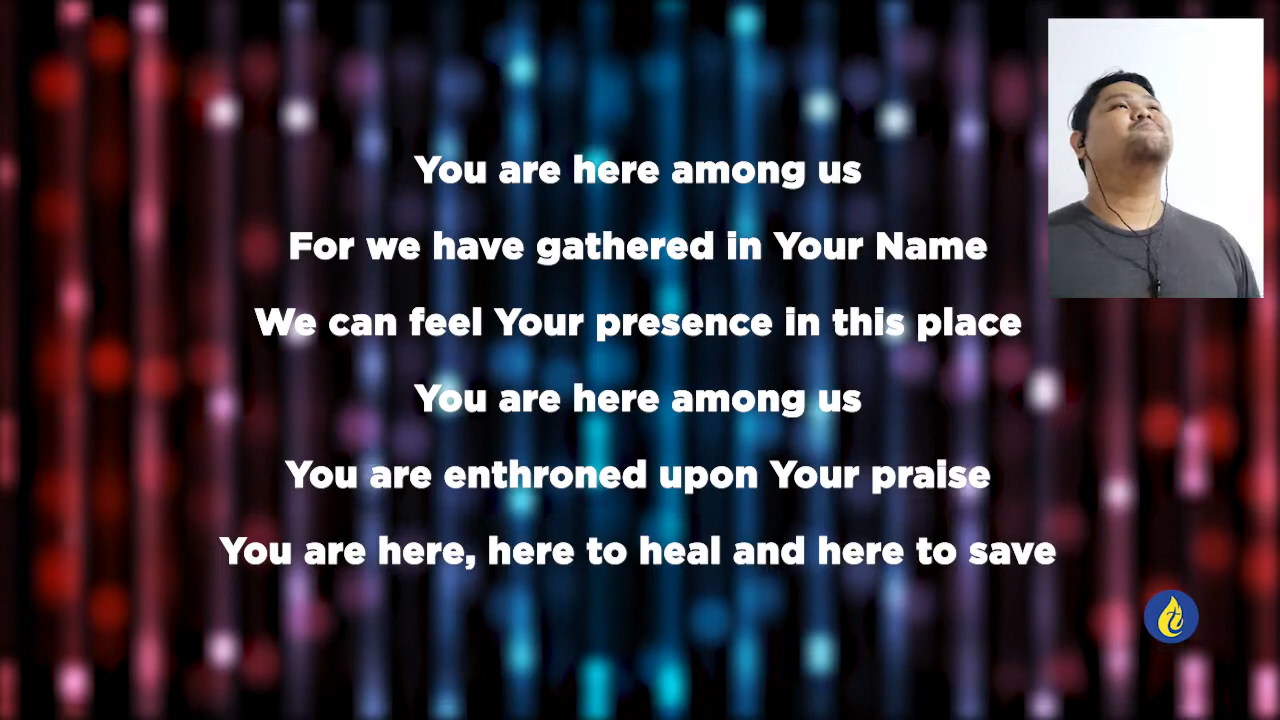 You are here among us
For we have gathered in Your Name
We can feel Your presence in this place
You are here among us
You are enthroned upon Your praise
You are here, here to heal and here to save